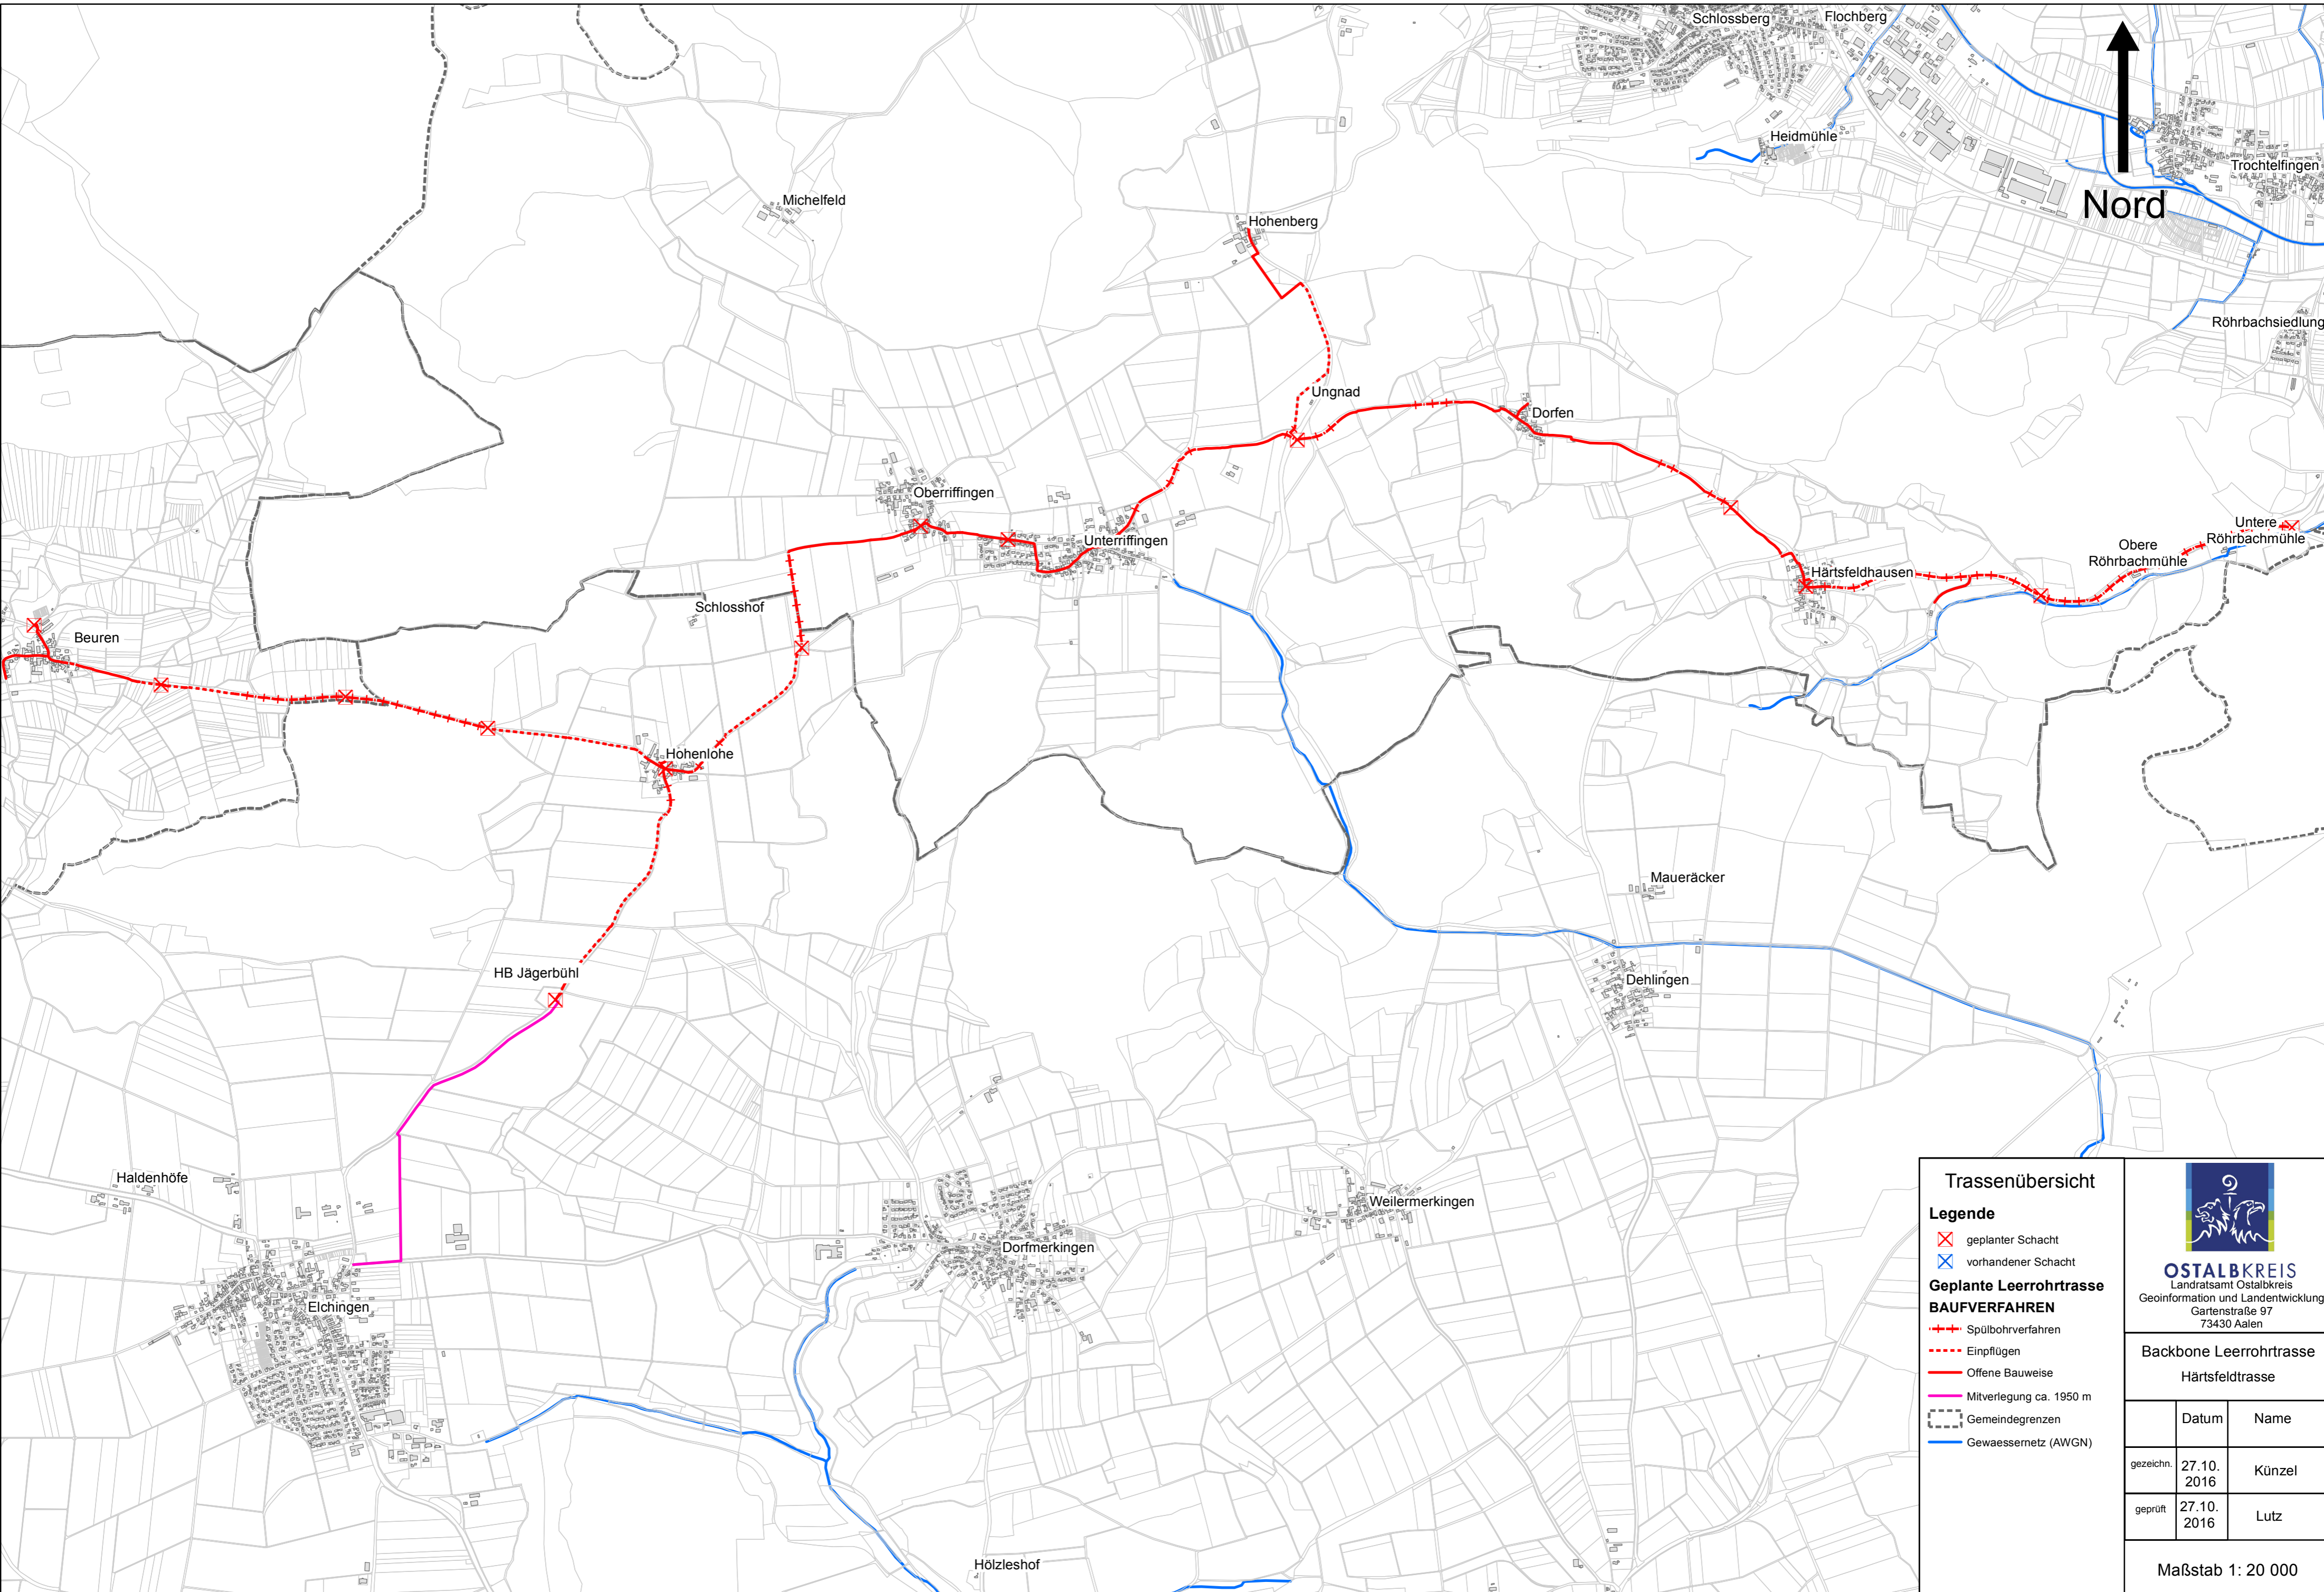 Schlossberg
Flochberg
Heidmühle
Trochtelfingen
Nord
Michelfeld
Hohenberg
Röhrbachsiedlung
Ungnad
Dorfen
Oberriffingen
Unterriffingen
Untere
Röhrbachmühle
Obere
Röhrbachmühle
Härtsfeldhausen
Schlosshof
Beuren
Hohenlohe
Maueräcker
HB Jägerbühl
Dehlingen
Haldenhöfe
Weilermerkingen
Dorfmerkingen
Elchingen
Hölzleshof
Trassenübersicht
Legende
geplanter Schacht
vorhandener Schacht
Geplante Leerrohrtrasse
BAUFVERFAHREN
Spülbohrverfahren
Einpflügen
Offene Bauweise
Mitverlegung ca. 1950 m
Gemeindegrenzen
Gewaessernetz (AWGN)
OSTALBKREIS
Landratsamt Ostalbkreis
Geoinformation und Landentwicklung
Gartenstraße 97
73430 Aalen
Backbone Leerrohrtrasse
Härtsfeldtrasse
Datum Name
gezeichn. 27.10. 2016 Künzel
geprüft 27.10. 2016 Lutz
Maßstab 1: 20 000